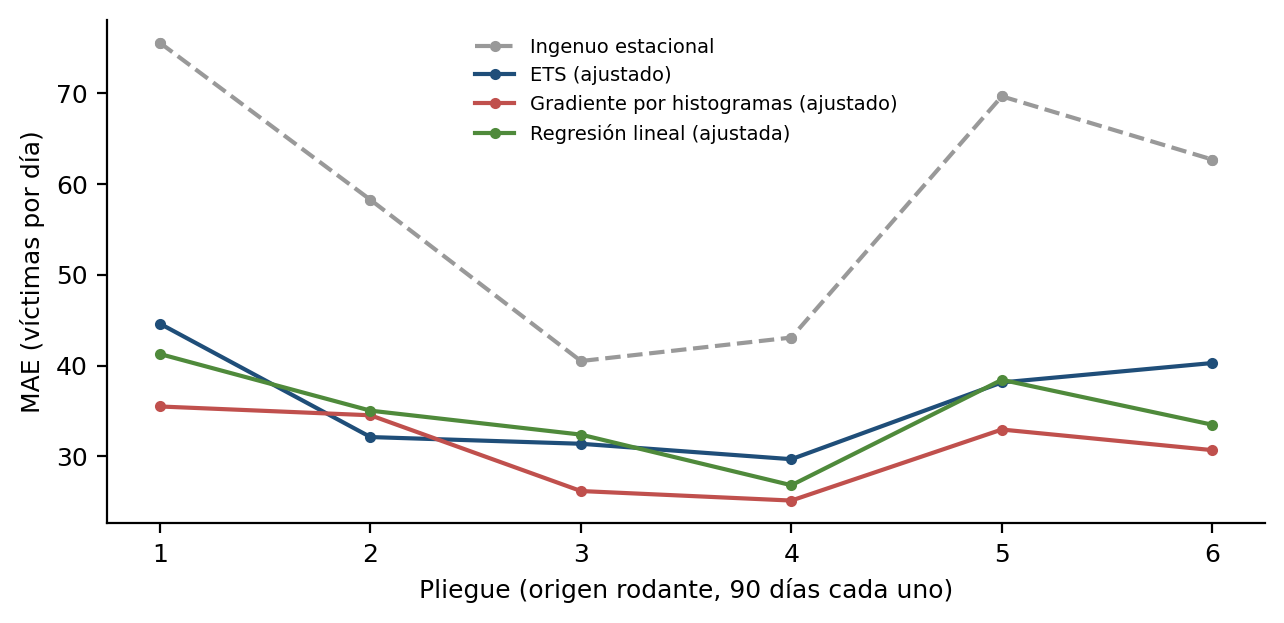 Ingenuo estacional
ETS (ajustado)
Gradiente por histogramas (ajustado)
Regresión lineal (ajustada)
MAE (víctimas por día)
70
60
50
40
30
1 2 3 4 5 6
Pliegue (origen rodante, 90 días cada uno)